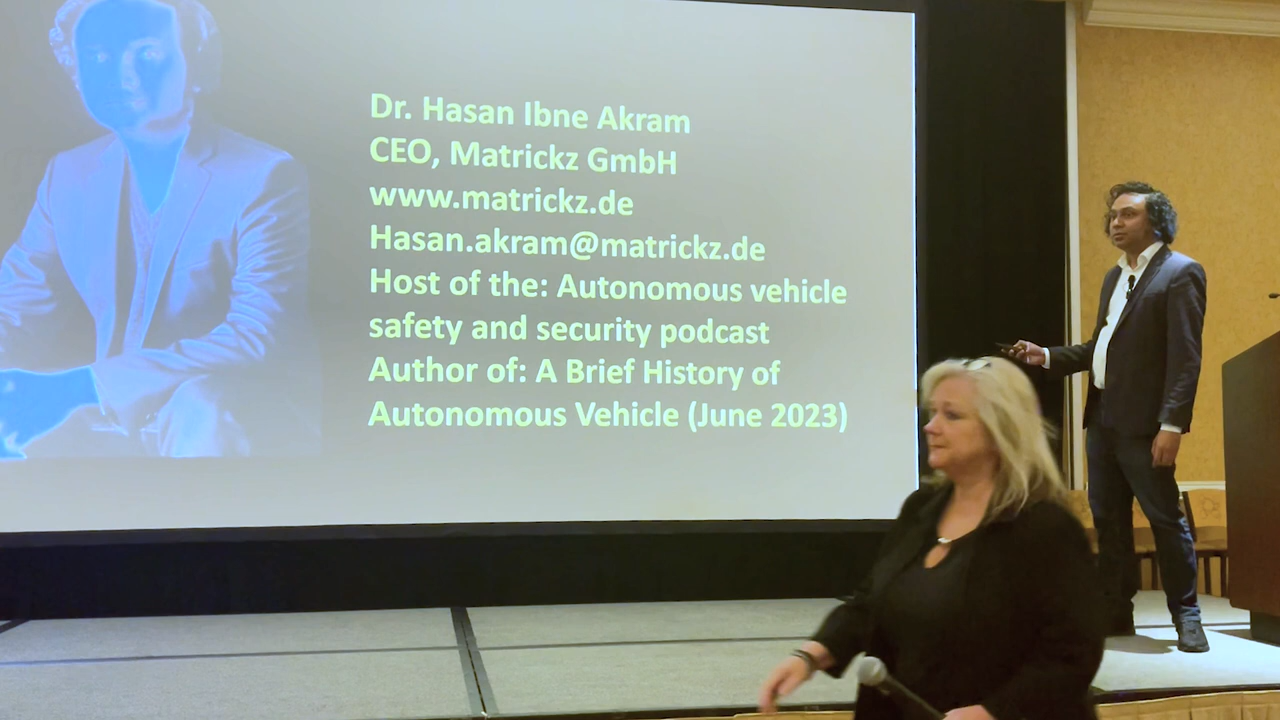 Dr. Hasan Ibne Akram
CEO, Matrickz GmbH
www.matrickz.de
Hasan.akram@matrickz.de
Host of the: Autonomous vehicle
safety and security podcast
Author of: A Brief History of
Autonomous Vehicle (June 2023)